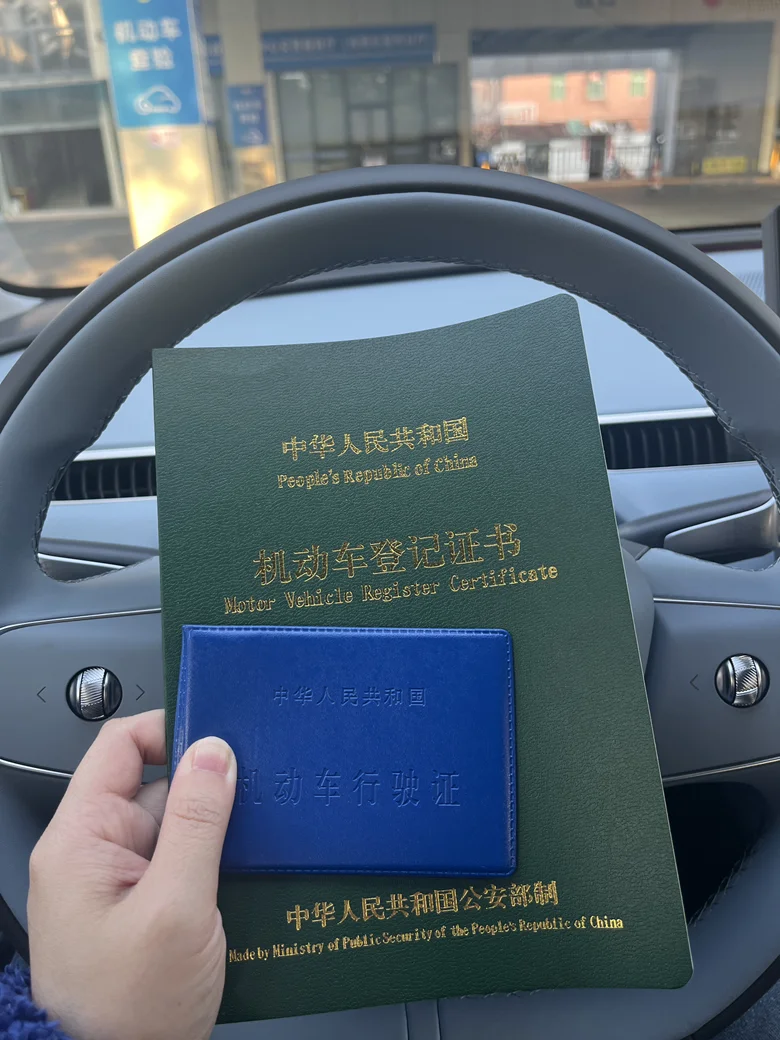 机动车
查验
中华人民共和国
People's Republic of China
机动车登记证书
Motor Vehicle Register Certificate
中华人民共和国
机动车行驶证
中华人民共和国公安部制
Made by Ministry of Public Security of the People's Republic of China